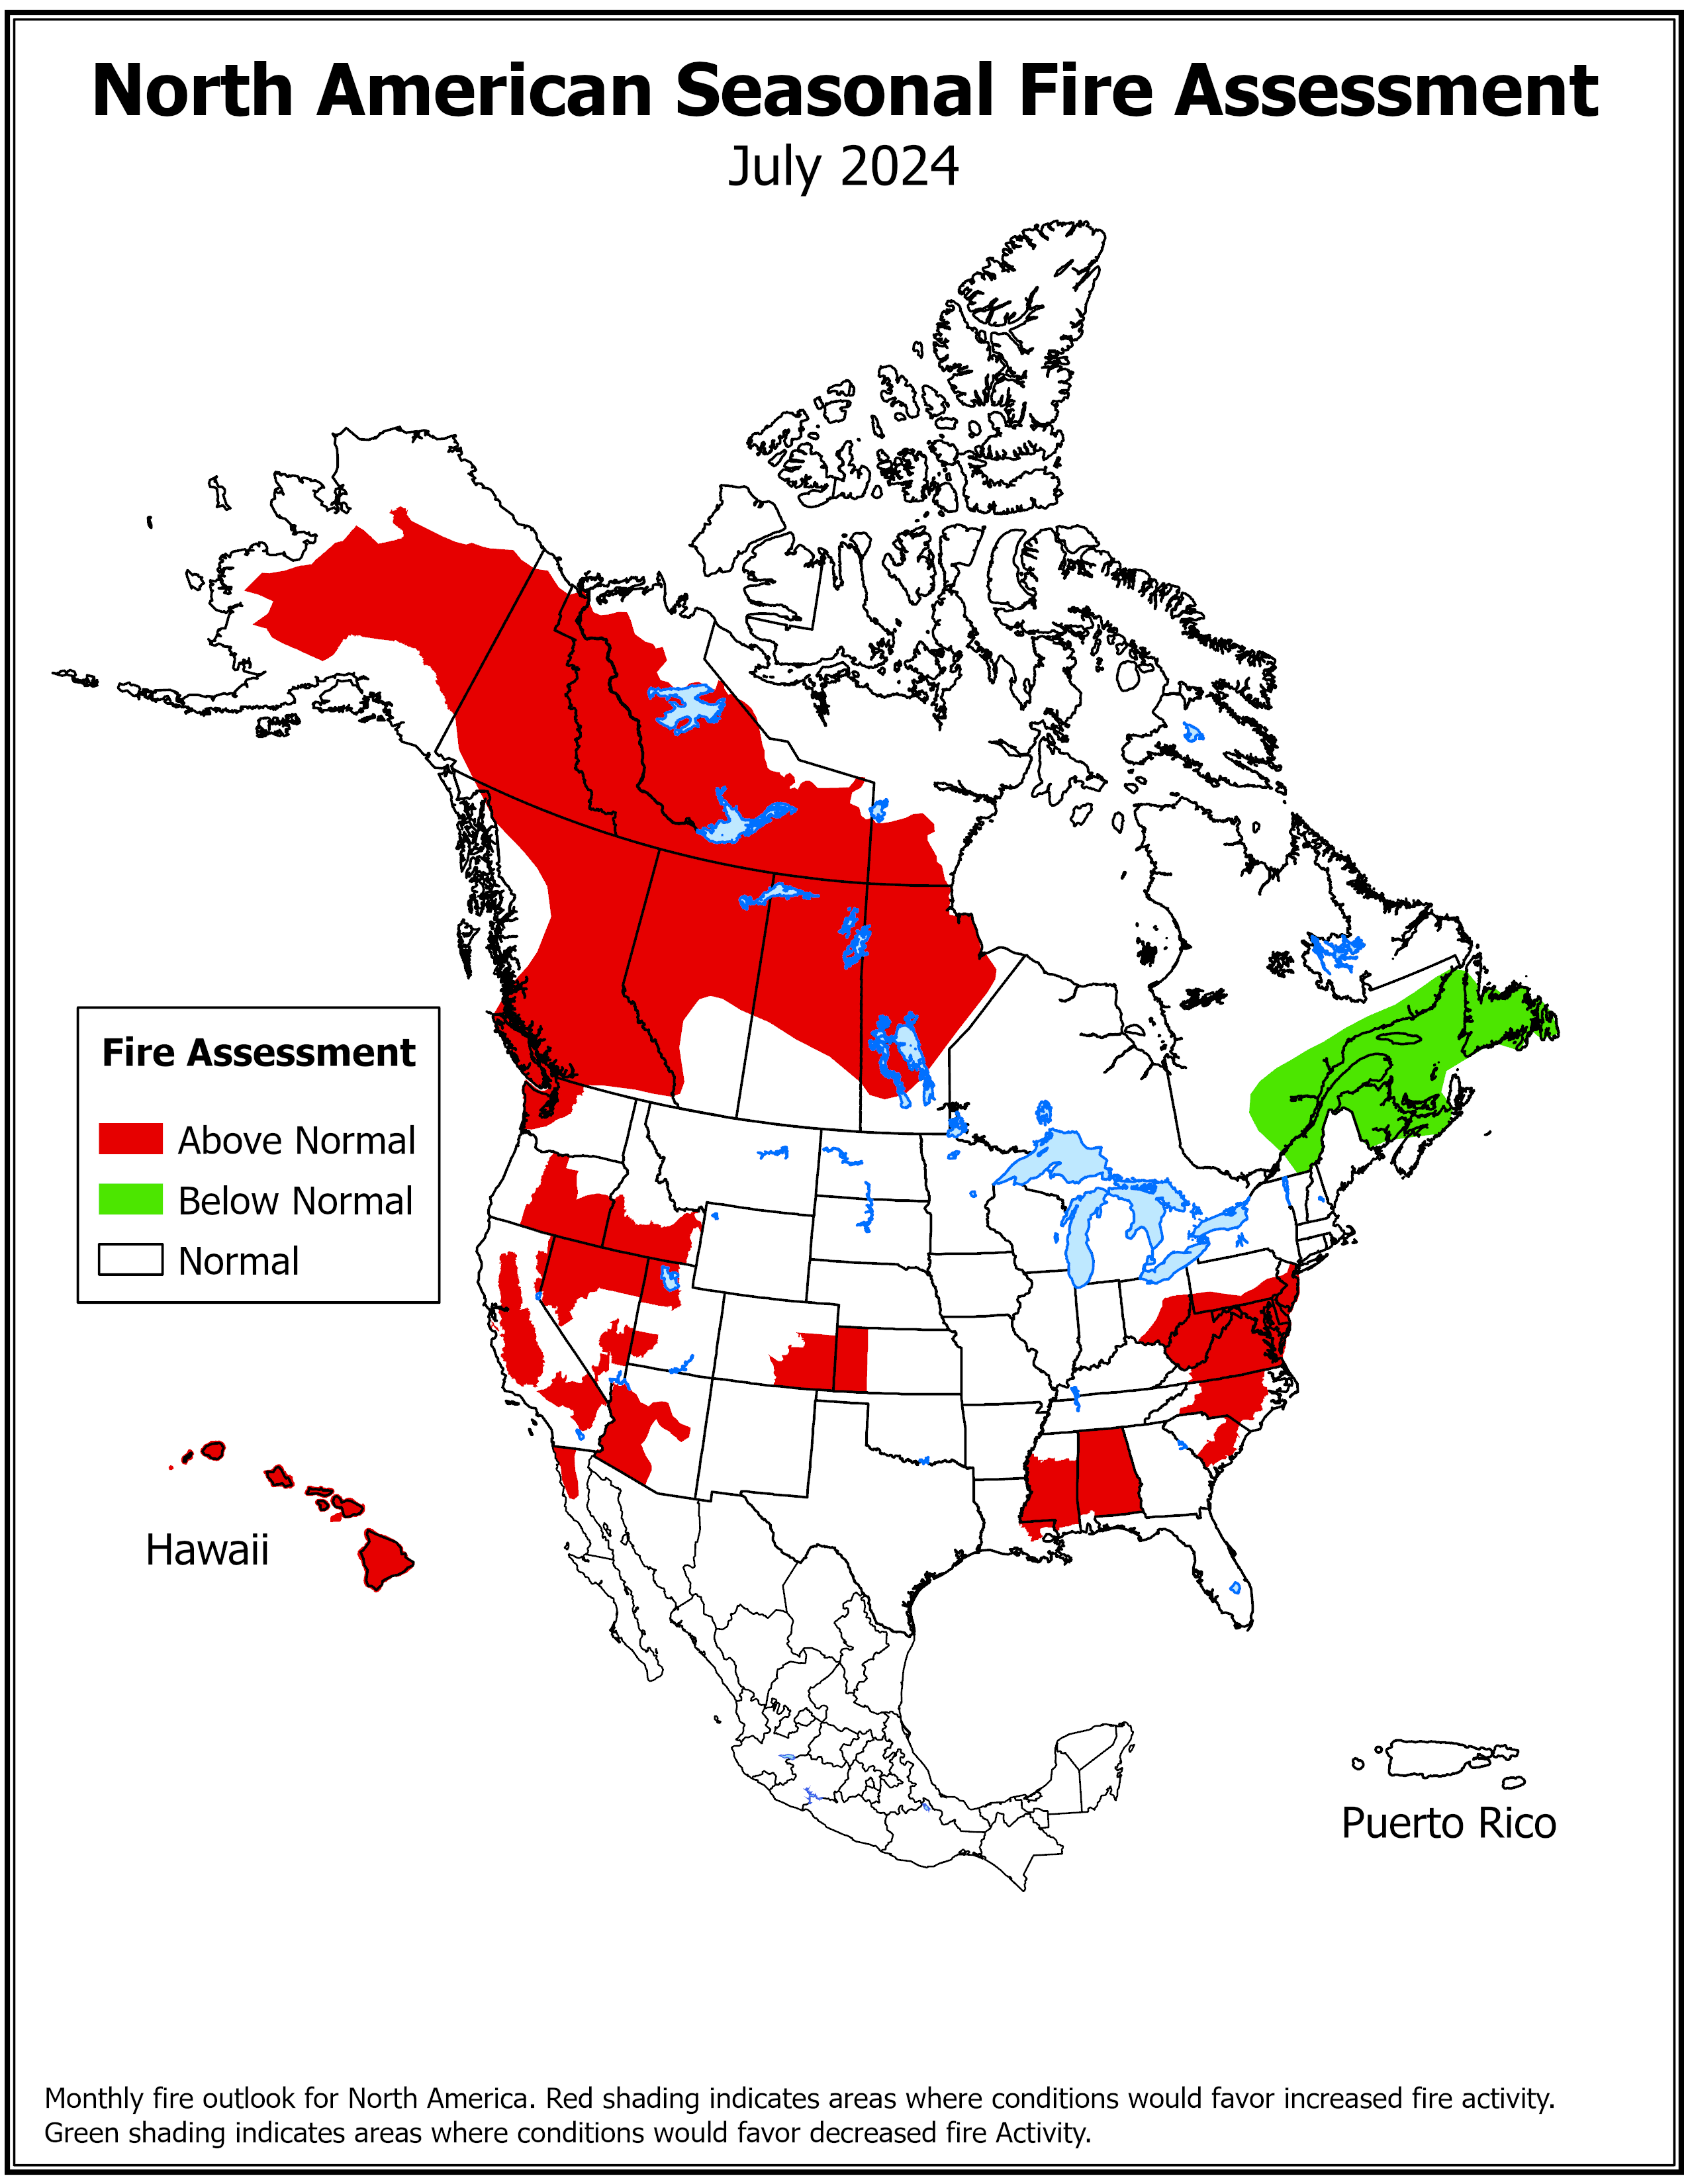 North American Seasonal Fire Assessment
July 2024
Fire Assessment
Above Normal
Below Normal
Normal
Hawaii
Puerto Rico
Monthly fire outlook for North America. Red shading indicates areas where conditions would favor increased fire activity.
Green shading indicates areas where conditions would favor decreased fire Activity.